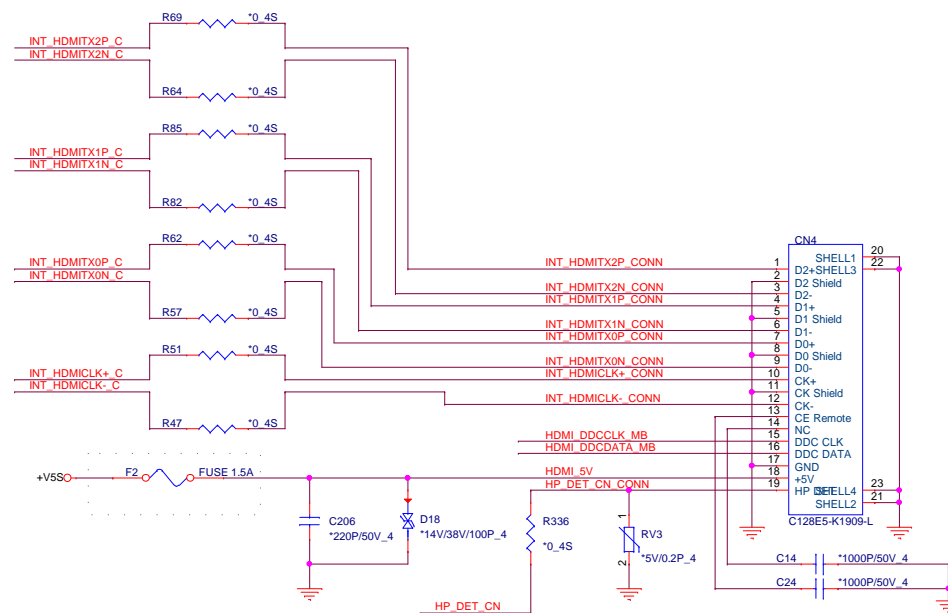 R69 *0_4S
INT_HDMITX2P_C
INT_HDMITX2N_C
R64 *0_4S
R85 *0_4S
INT_HDMITX1P_C
INT_HDMITX1N_C
R82 *0_4S
R62 *0_4S
INT_HDMITX0P_C
INT_HDMITX0N_C
R57 *0_4S
R51 *0_4S
INT_HDMICLK+_C
INT_HDMICLK-_C
R47 *0_4S
CN4
SHELL1 20
INT_HDMITX2P_CONN 1 D2+SHELL3 22
2 D2 Shield
INT_HDMITX2N_CONN 3 D2-
INT_HDMITX1P_CONN 4 D1+
5 D1 Shield
INT_HDMITX1N_CONN 6 D1-
INT_HDMITX0P_CONN 7 D0+
8 D0 Shield
INT_HDMITX0N_CONN 9 D0-
INT_HDMICLK+_CONN 10 CK+
11 CK Shield
INT_HDMICLK-_CONN 12 CK-
13 CE Remote
14 NC
HDMI_DDCCLK_MB 15 DDC CLK
HDMI_DDCDATA_MB 16 DDC DATA
17 GND
+V5S F2 FUSE 1.5A HDMI_5V 18 +5V
HP_DET_CN_CONN 19 HP DET SHELL4 23
SHELL2 21
C128E5-K1909-L
C206
*220P/50V_4
D18
*14V/38V/100P_4
R336
*0_4S
1
RV3
*5V/0.2P_4
2
C14 *1000P/50V_4
C24 *1000P/50V_4
HP_DET_CN